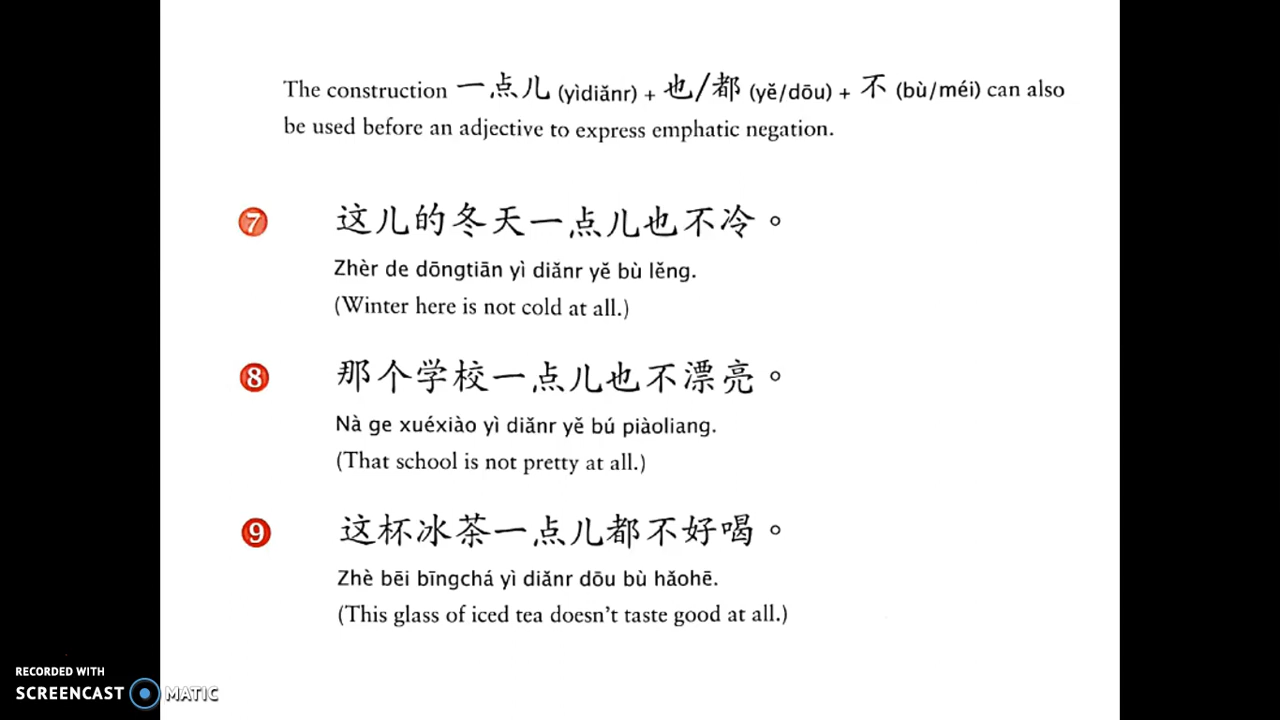 The construction 一点儿 (yìdiǎnr) + 也/都 (yě/dōu) + 不 (bù/méi) can also
be used before an adjective to express emphatic negation.
7 这儿的冬天一点儿也不冷。
Zhèr de dōngtiān yì diǎnr yě bù lěng.
(Winter here is not cold at all.)
8 那个学校一点儿也不漂亮。
Nà ge xuéxiào yì diǎnr yě bú piàoliang.
(That school is not pretty at all.)
9 这杯冰茶一点儿都不好喝。
Zhè bēi bīngchá yì diǎnr dōu bù hǎohē.
(This glass of iced tea doesn't taste good at all.)
RECORDED WITH
SCREENCAST MATIC